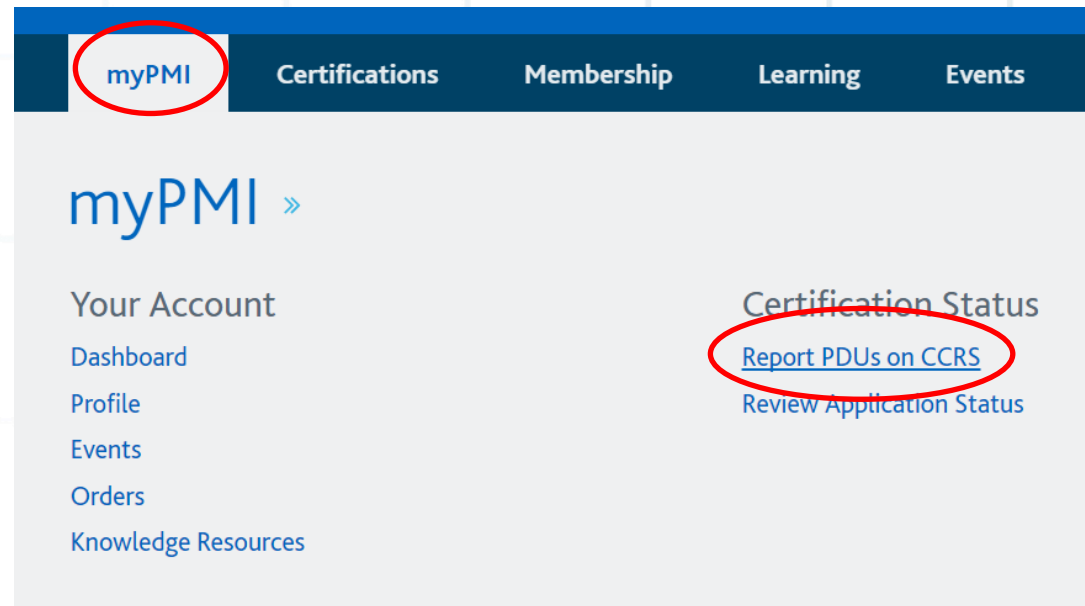 myPMI Certifications Membership Learning Events
myPMI »
Your Account
Dashboard
Profile
Events
Orders
Knowledge Resources
Certification Status
Report PDUs on CCRS
Review Application Status